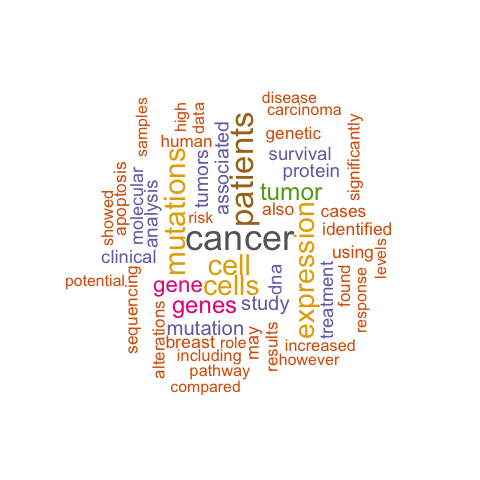 disease
carcinoma
samples
high
data
patients
genetic
significantly
human
associated
survival
mutations
tumors
protein
apoptosis
molecular
analysis
tumor
showed
risk
also
cases
expression
identified
cancer
clinical
using
levels
cell
dna
treatment
found
response
potential
sequencing
gene
cells
genes
study
mutation
alterations
breast
role
may
results
increased
including
however
pathway
compared